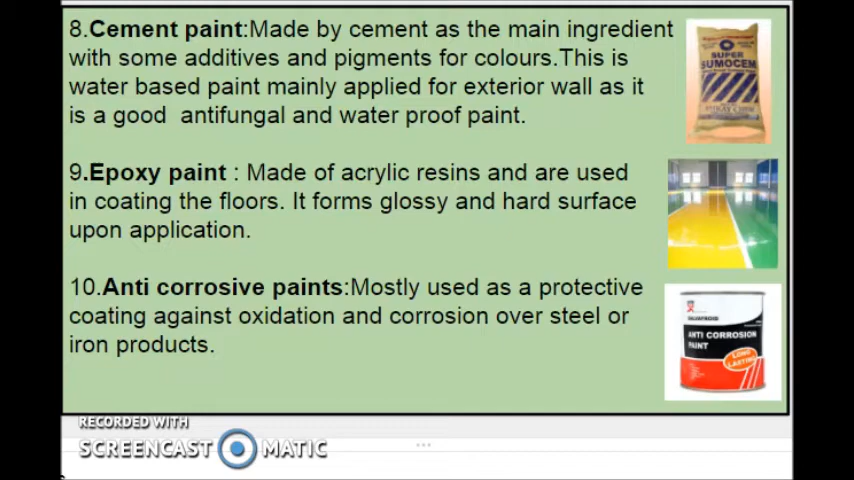 8.Cement paint:Made by cement as the main ingredient
with some additives and pigments for colours.This is
water based paint mainly applied for exterior wall as it
is a good antifungal and water proof paint.
SUPER
SUMOCEM
9.Epoxy paint : Made of acrylic resins and are used
in coating the floors. It forms glossy and hard surface
upon application.
10.Anti corrosive paints:Mostly used as a protective
coating against oxidation and corrosion over steel or
iron products.
ANTI CORROSION
PAINT
LONG
LASTING
RECORDED WITH
SCREENCAST MATIC